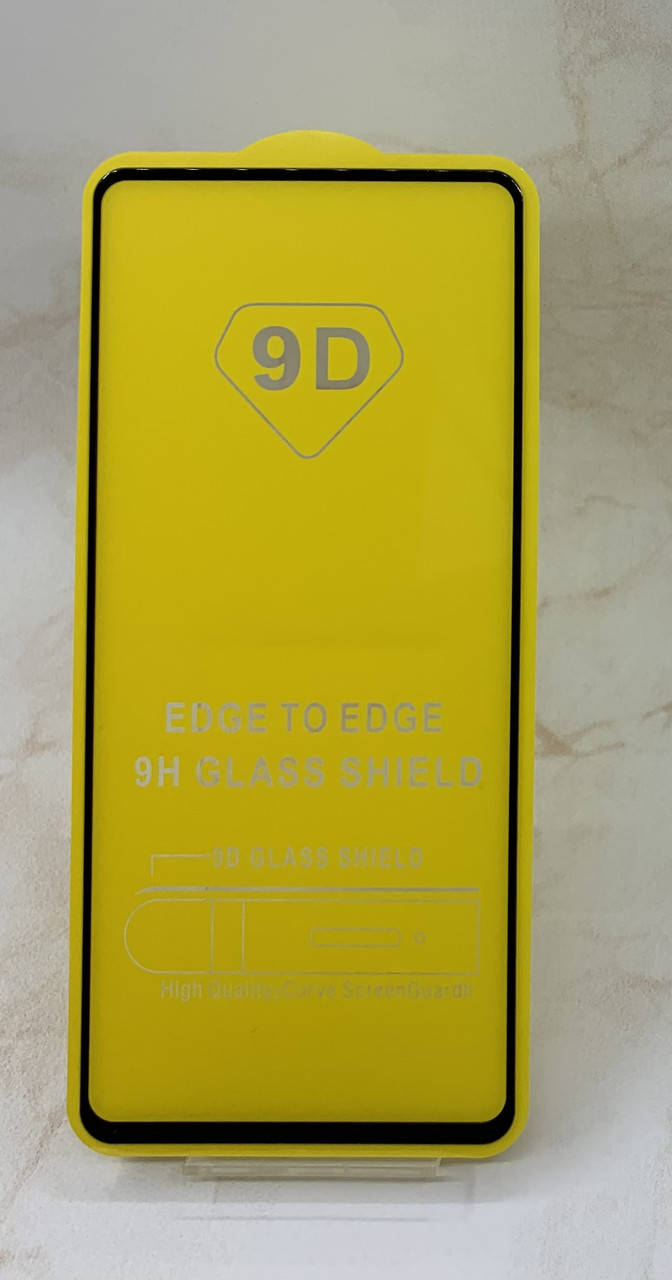 9D
EDGE TO EDGE
9H GLASS SHIELD
9D GLASS SHIELD
High Quality Curve ScreenGuard